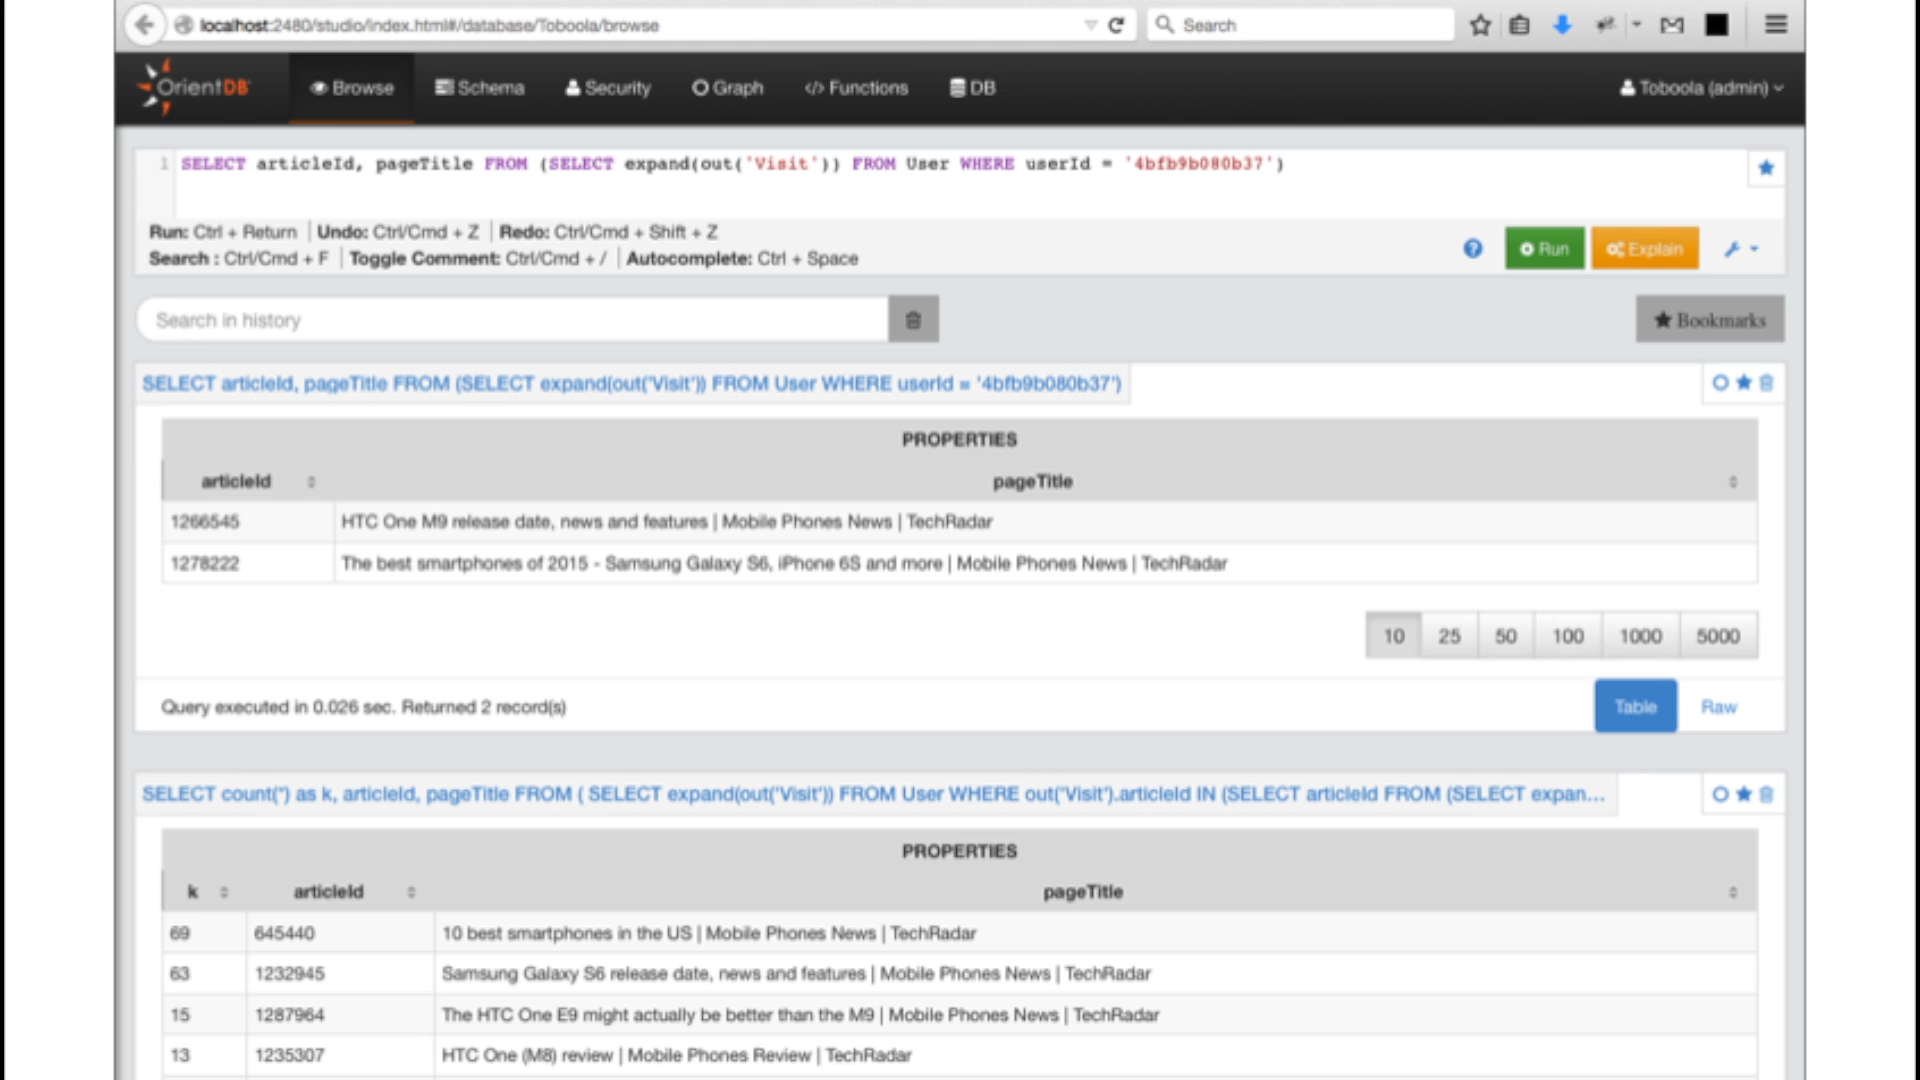 localhost:2480/studio/index.html#/database/Toboola/browse
Search
OrientDB
Browse
Schema
Security
Graph
</> Functions
DB
Toboola (admin)
1 SELECT articleId, pageTitle FROM (SELECT expand(out('Visit')) FROM User WHERE userId = '4bfb9b080b37')
Run: Ctrl + Return | Undo: Ctrl/Cmd + Z | Redo: Ctrl/Cmd + Shift + Z
Search : Ctrl/Cmd + F | Toggle Comment: Ctrl/Cmd + / | Autocomplete: Ctrl + Space
Run
Explain
Search in history
Bookmarks
SELECT articleId, pageTitle FROM (SELECT expand(out('Visit')) FROM User WHERE userId = '4bfb9b080b37')
PROPERTIES
articleId pageTitle
1266545 HTC One M9 release date, news and features | Mobile Phones News | TechRadar
1278222 The best smartphones of 2015 - Samsung Galaxy S6, iPhone 6S and more | Mobile Phones News | TechRadar
10 25 50 100 1000 5000
Query executed in 0.026 sec. Returned 2 record(s)
Table Raw
SELECT count(*) as k, articleId, pageTitle FROM ( SELECT expand(out('Visit')) FROM User WHERE out('Visit').articleId IN (SELECT articleId FROM (SELECT expan...
PROPERTIES
k articleId pageTitle
69 645440 10 best smartphones in the US | Mobile Phones News | TechRadar
63 1232945 Samsung Galaxy S6 release date, news and features | Mobile Phones News | TechRadar
15 1287964 The HTC One E9 might actually be better than the M9 | Mobile Phones News | TechRadar
13 1235307 HTC One (M8) review | Mobile Phones Review | TechRadar